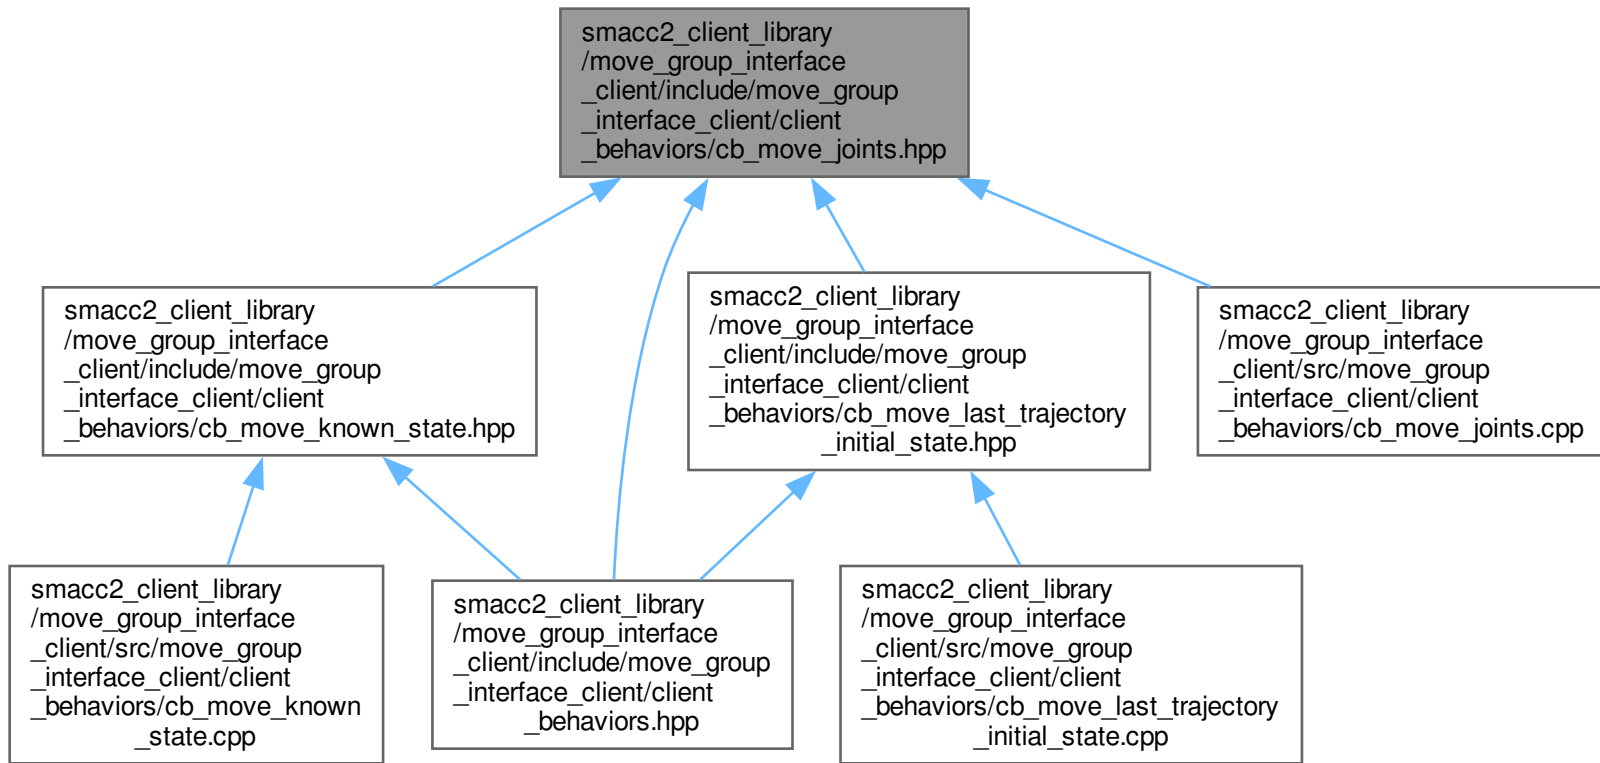 smacc2_client_library
/move_group_interface
_client/include/move_group
_interface_client/client
_behaviors/cb_move_joints.hpp
smacc2_client_library
/move_group_interface
_client/include/move_group
_interface_client/client
_behaviors/cb_move_known_state.hpp
smacc2_client_library
/move_group_interface
_client/include/move_group
_interface_client/client
_behaviors/cb_move_last_trajectory
_initial_state.hpp
smacc2_client_library
/move_group_interface
_client/src/move_group
_interface_client/client
_behaviors/cb_move_joints.cpp
smacc2_client_library
/move_group_interface
_client/src/move_group
_interface_client/client
_behaviors/cb_move_known
_state.cpp
smacc2_client_library
/move_group_interface
_client/include/move_group
_interface_client/client
_behaviors.hpp
smacc2_client_library
/move_group_interface
_client/src/move_group
_interface_client/client
_behaviors/cb_move_last_trajectory
_initial_state.cpp